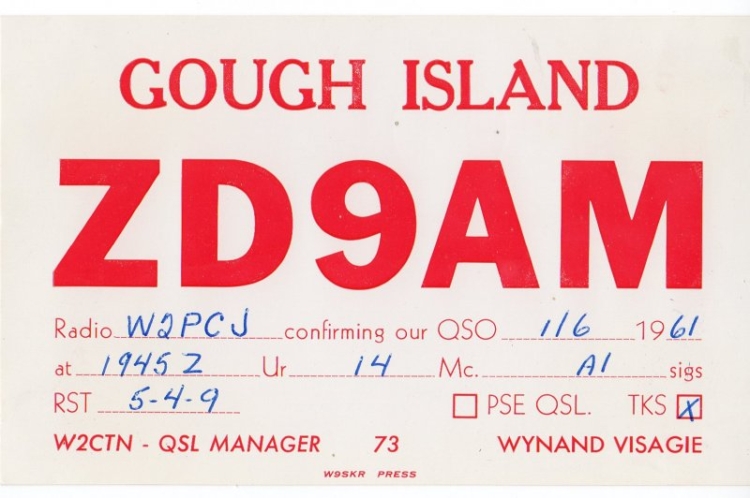 GOUGH ISLAND
ZD9AM
Radio W2PCJ confirming our QSO 1/6 1961
at 1945Z Ur 14 Mc. A1 sigs
RST 5-4-9 PSE QSL. TKS X
W2CTN - QSL MANAGER 73 WYNAND VISAGIE
W9SKR PRESS